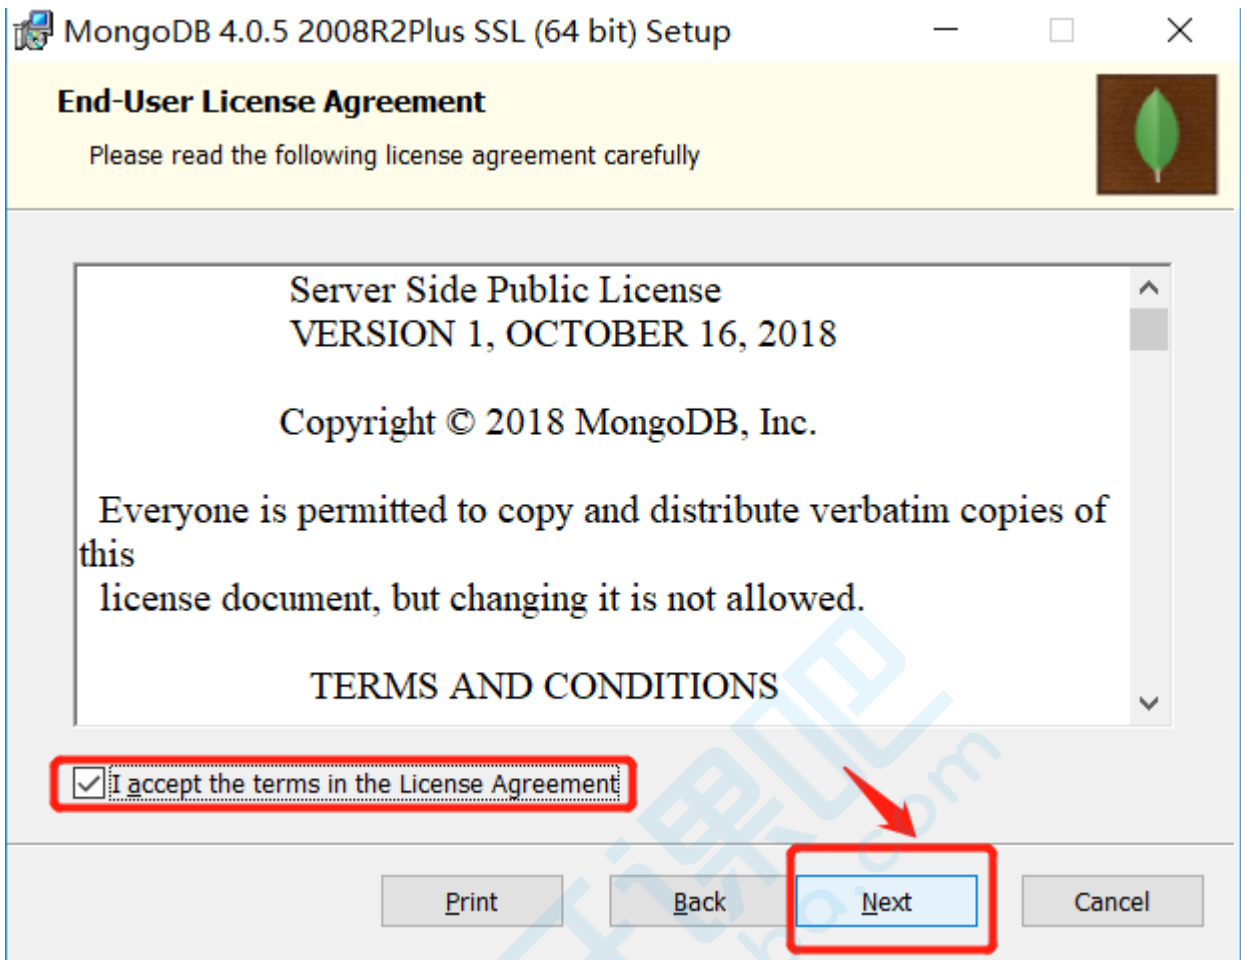 MongoDB 4.0.5 2008R2Plus SSL (64 bit) Setup
End-User License Agreement
Please read the following license agreement carefully
Server Side Public License
VERSION 1, OCTOBER 16, 2018
Copyright © 2018 MongoDB, Inc.
Everyone is permitted to copy and distribute verbatim copies of
this
license document, but changing it is not allowed.
TERMS AND CONDITIONS
I accept the terms in the License Agreement
Print
Back
Next
Cancel